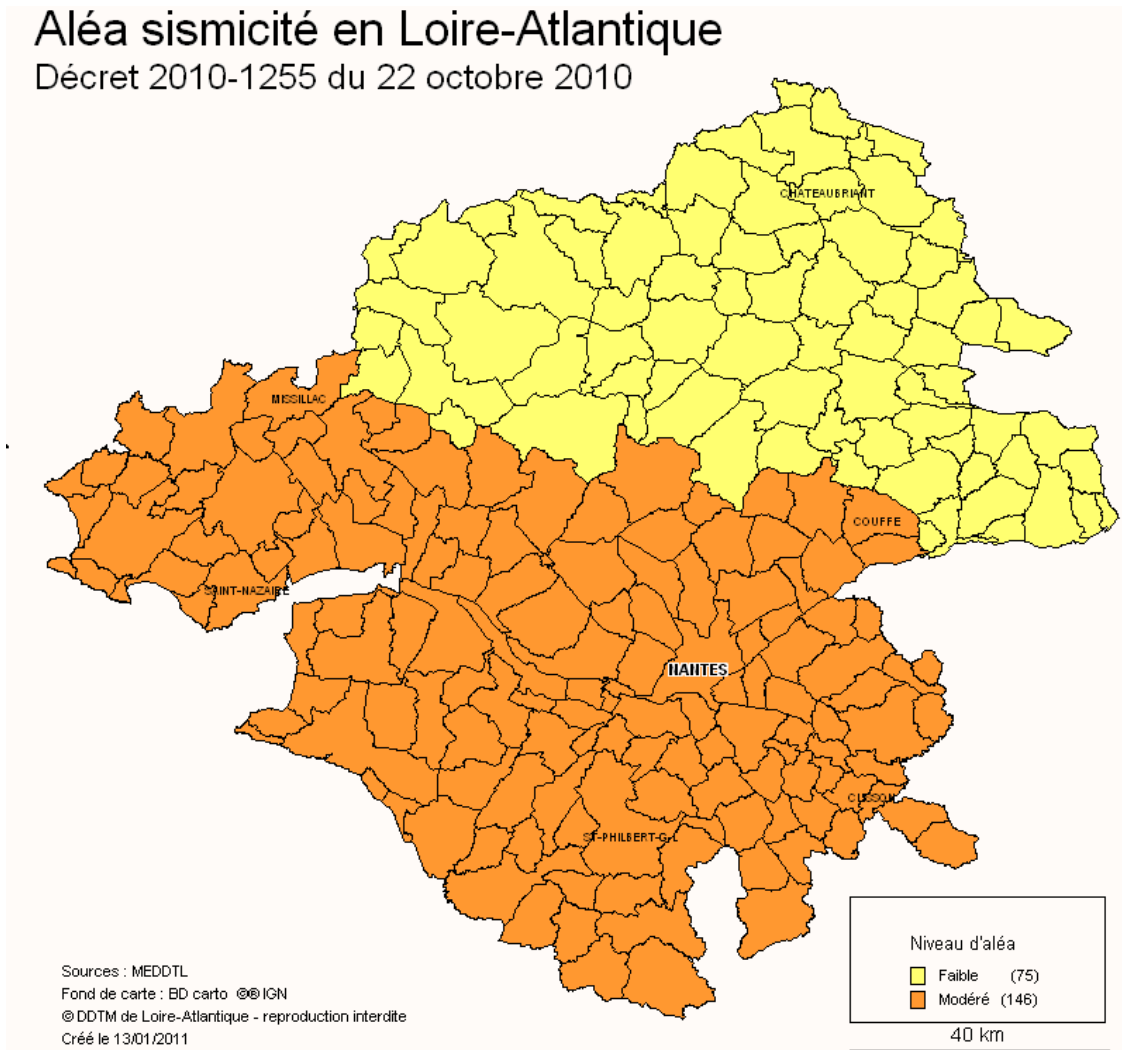 Aléa sismicité en Loire-Atlantique
Décret 2010-1255 du 22 octobre 2010
CHATEAUBRIANT
MISSILLAC
COUFFE
SAINT-NAZAIRE
NANTES
CLISSON
ST-PHILBERT-G-L
Niveau d'aléa
Faible (75)
Modéré (146)
40 km
Sources : MEDDTL
Fond de carte : BD carto ©® IGN
© DDTM de Loire-Atlantique - reproduction interdite
Créé le 13/01/2011